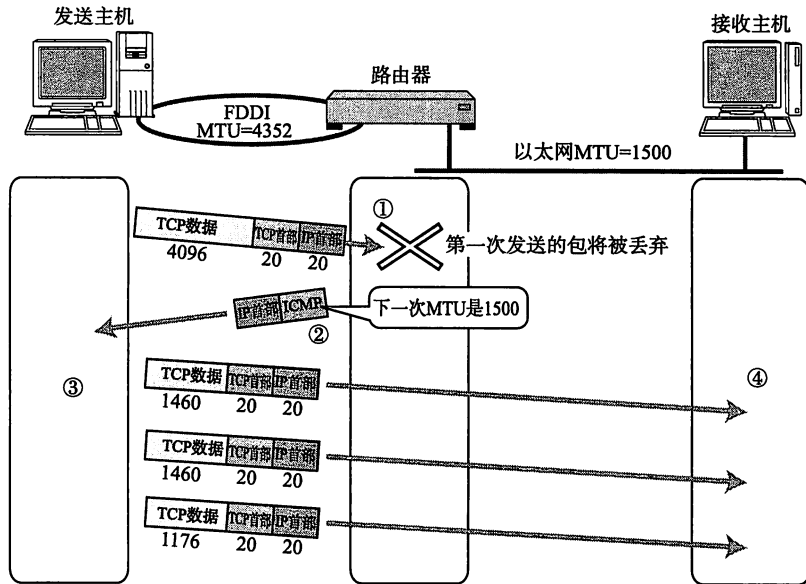 发送主机
接收主机
路由器
FDDI
MTU=4352
以太网MTU=1500
①
TCP数据 TCP首部 IP首部
4096 20 20
第一次发送的包将被丢弃
IP首部 ICMP
下一次MTU是1500
②
③
④
TCP数据 TCP首部 IP首部
1460 20 20
TCP数据 TCP首部 IP首部
1460 20 20
TCP数据 TCP首部 IP首部
1176 20 20